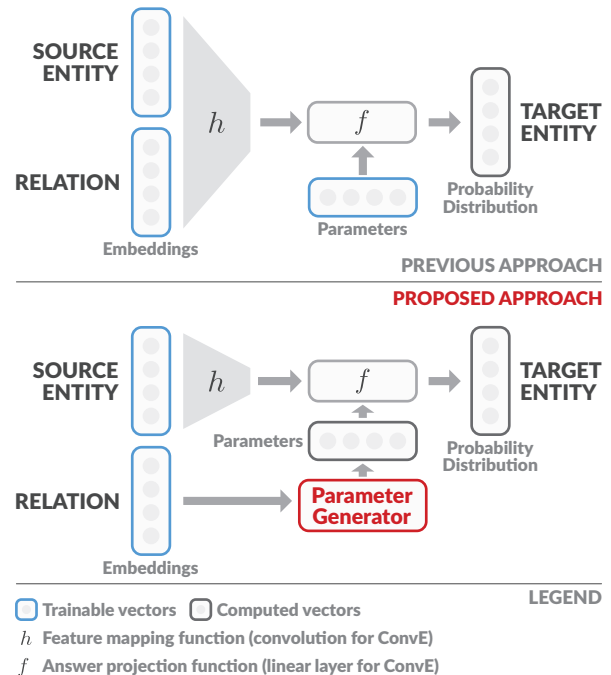 SOURCE
ENTITY
h
f
TARGET
ENTITY
RELATION
Embeddings
Parameters
Probability
Distribution
PREVIOUS APPROACH
PROPOSED APPROACH
SOURCE
ENTITY
h
f
TARGET
ENTITY
Parameters
Probability
Distribution
RELATION
Parameter
Generator
Embeddings
LEGEND
Trainable vectors Computed vectors
h Feature mapping function (convolution for ConvE)
f Answer projection function (linear layer for ConvE)